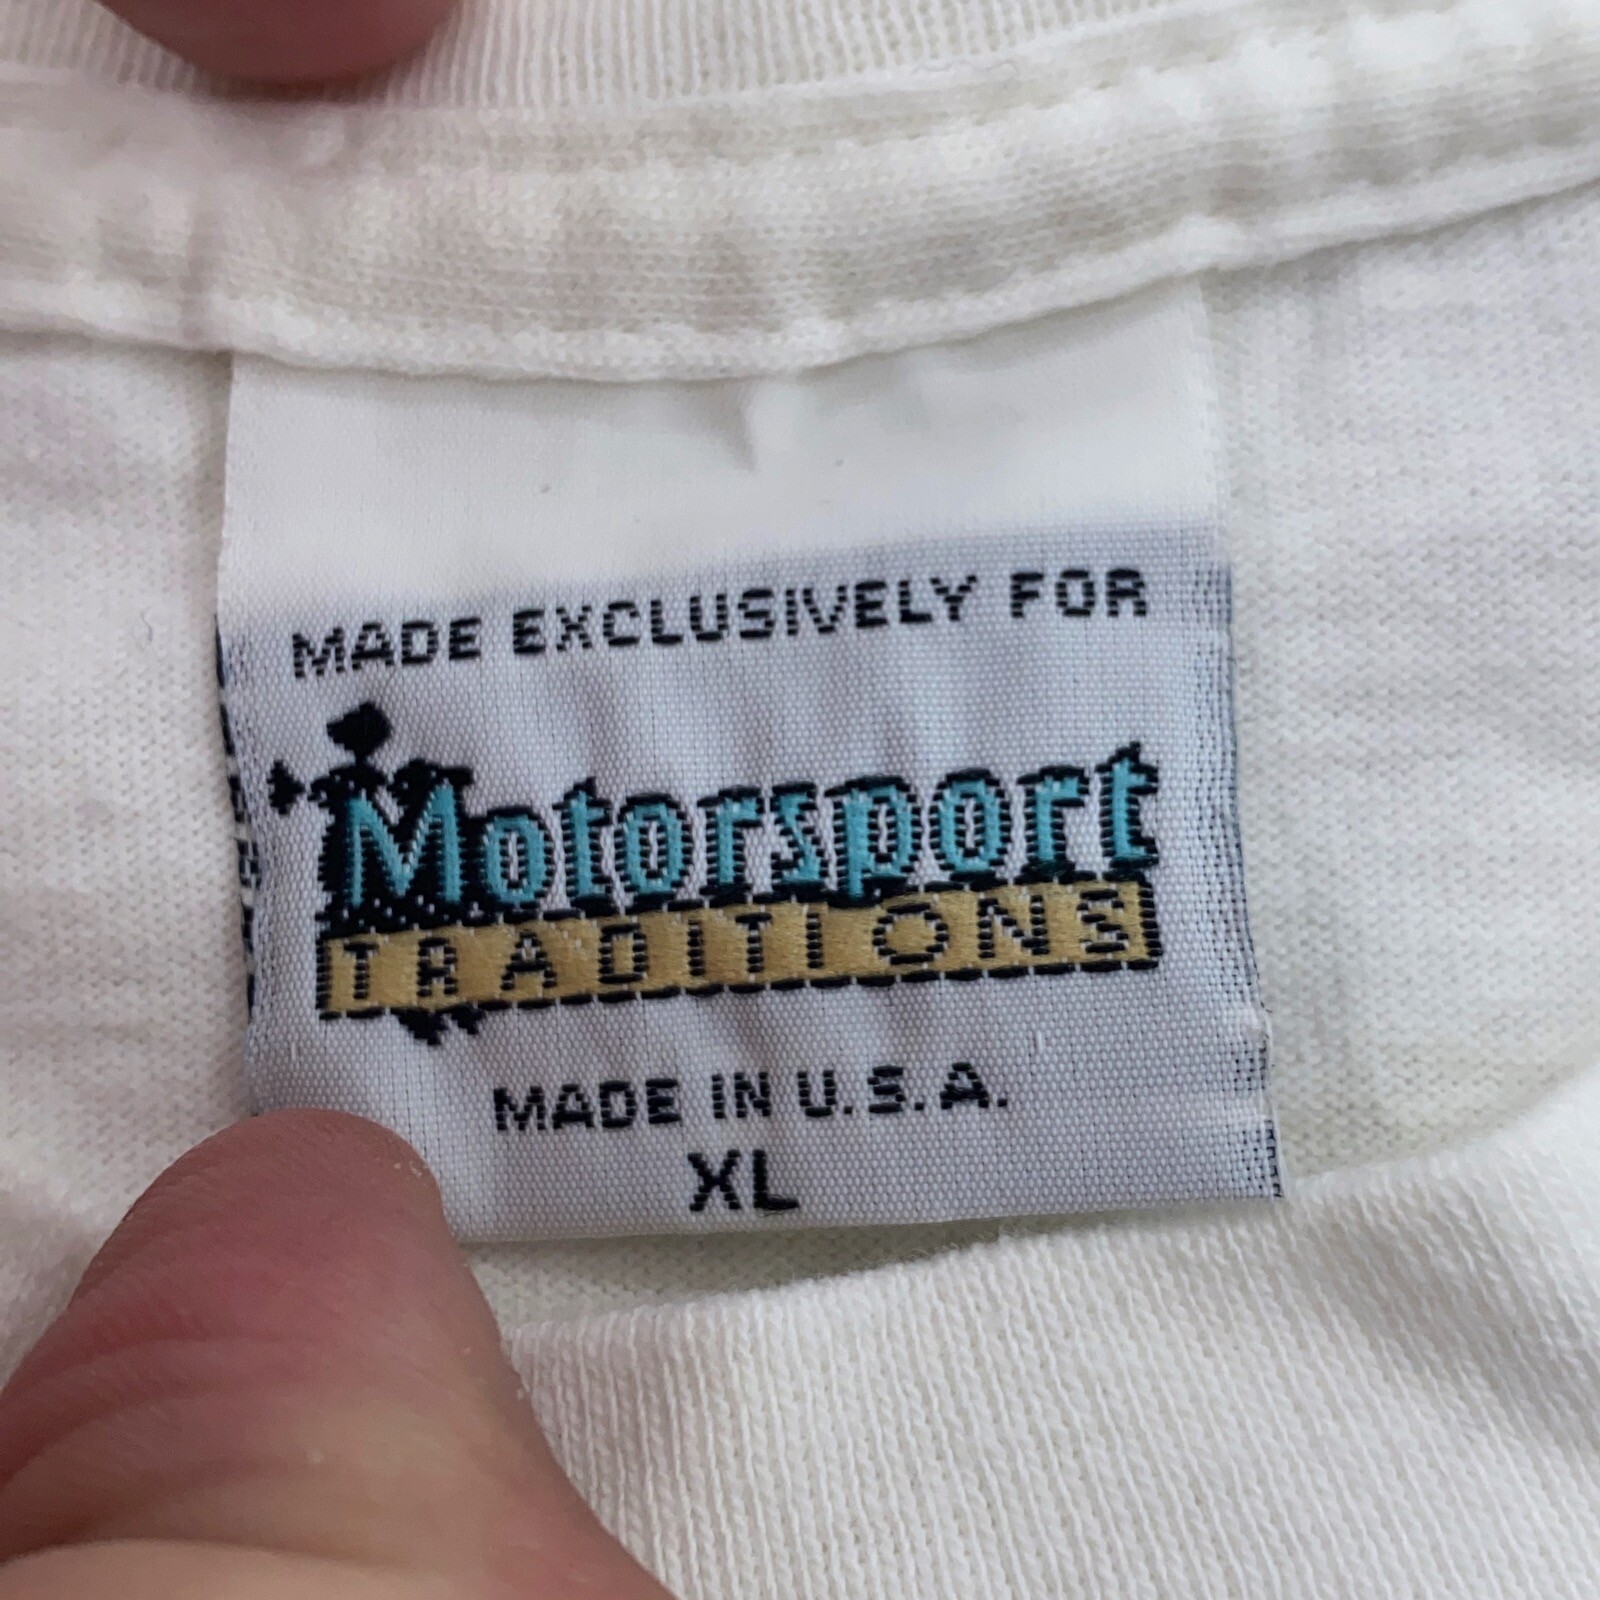 MADE EXCLUSIVELY FOR
Motorsport
TRADITIONS
MADE IN U.S.A.
XL